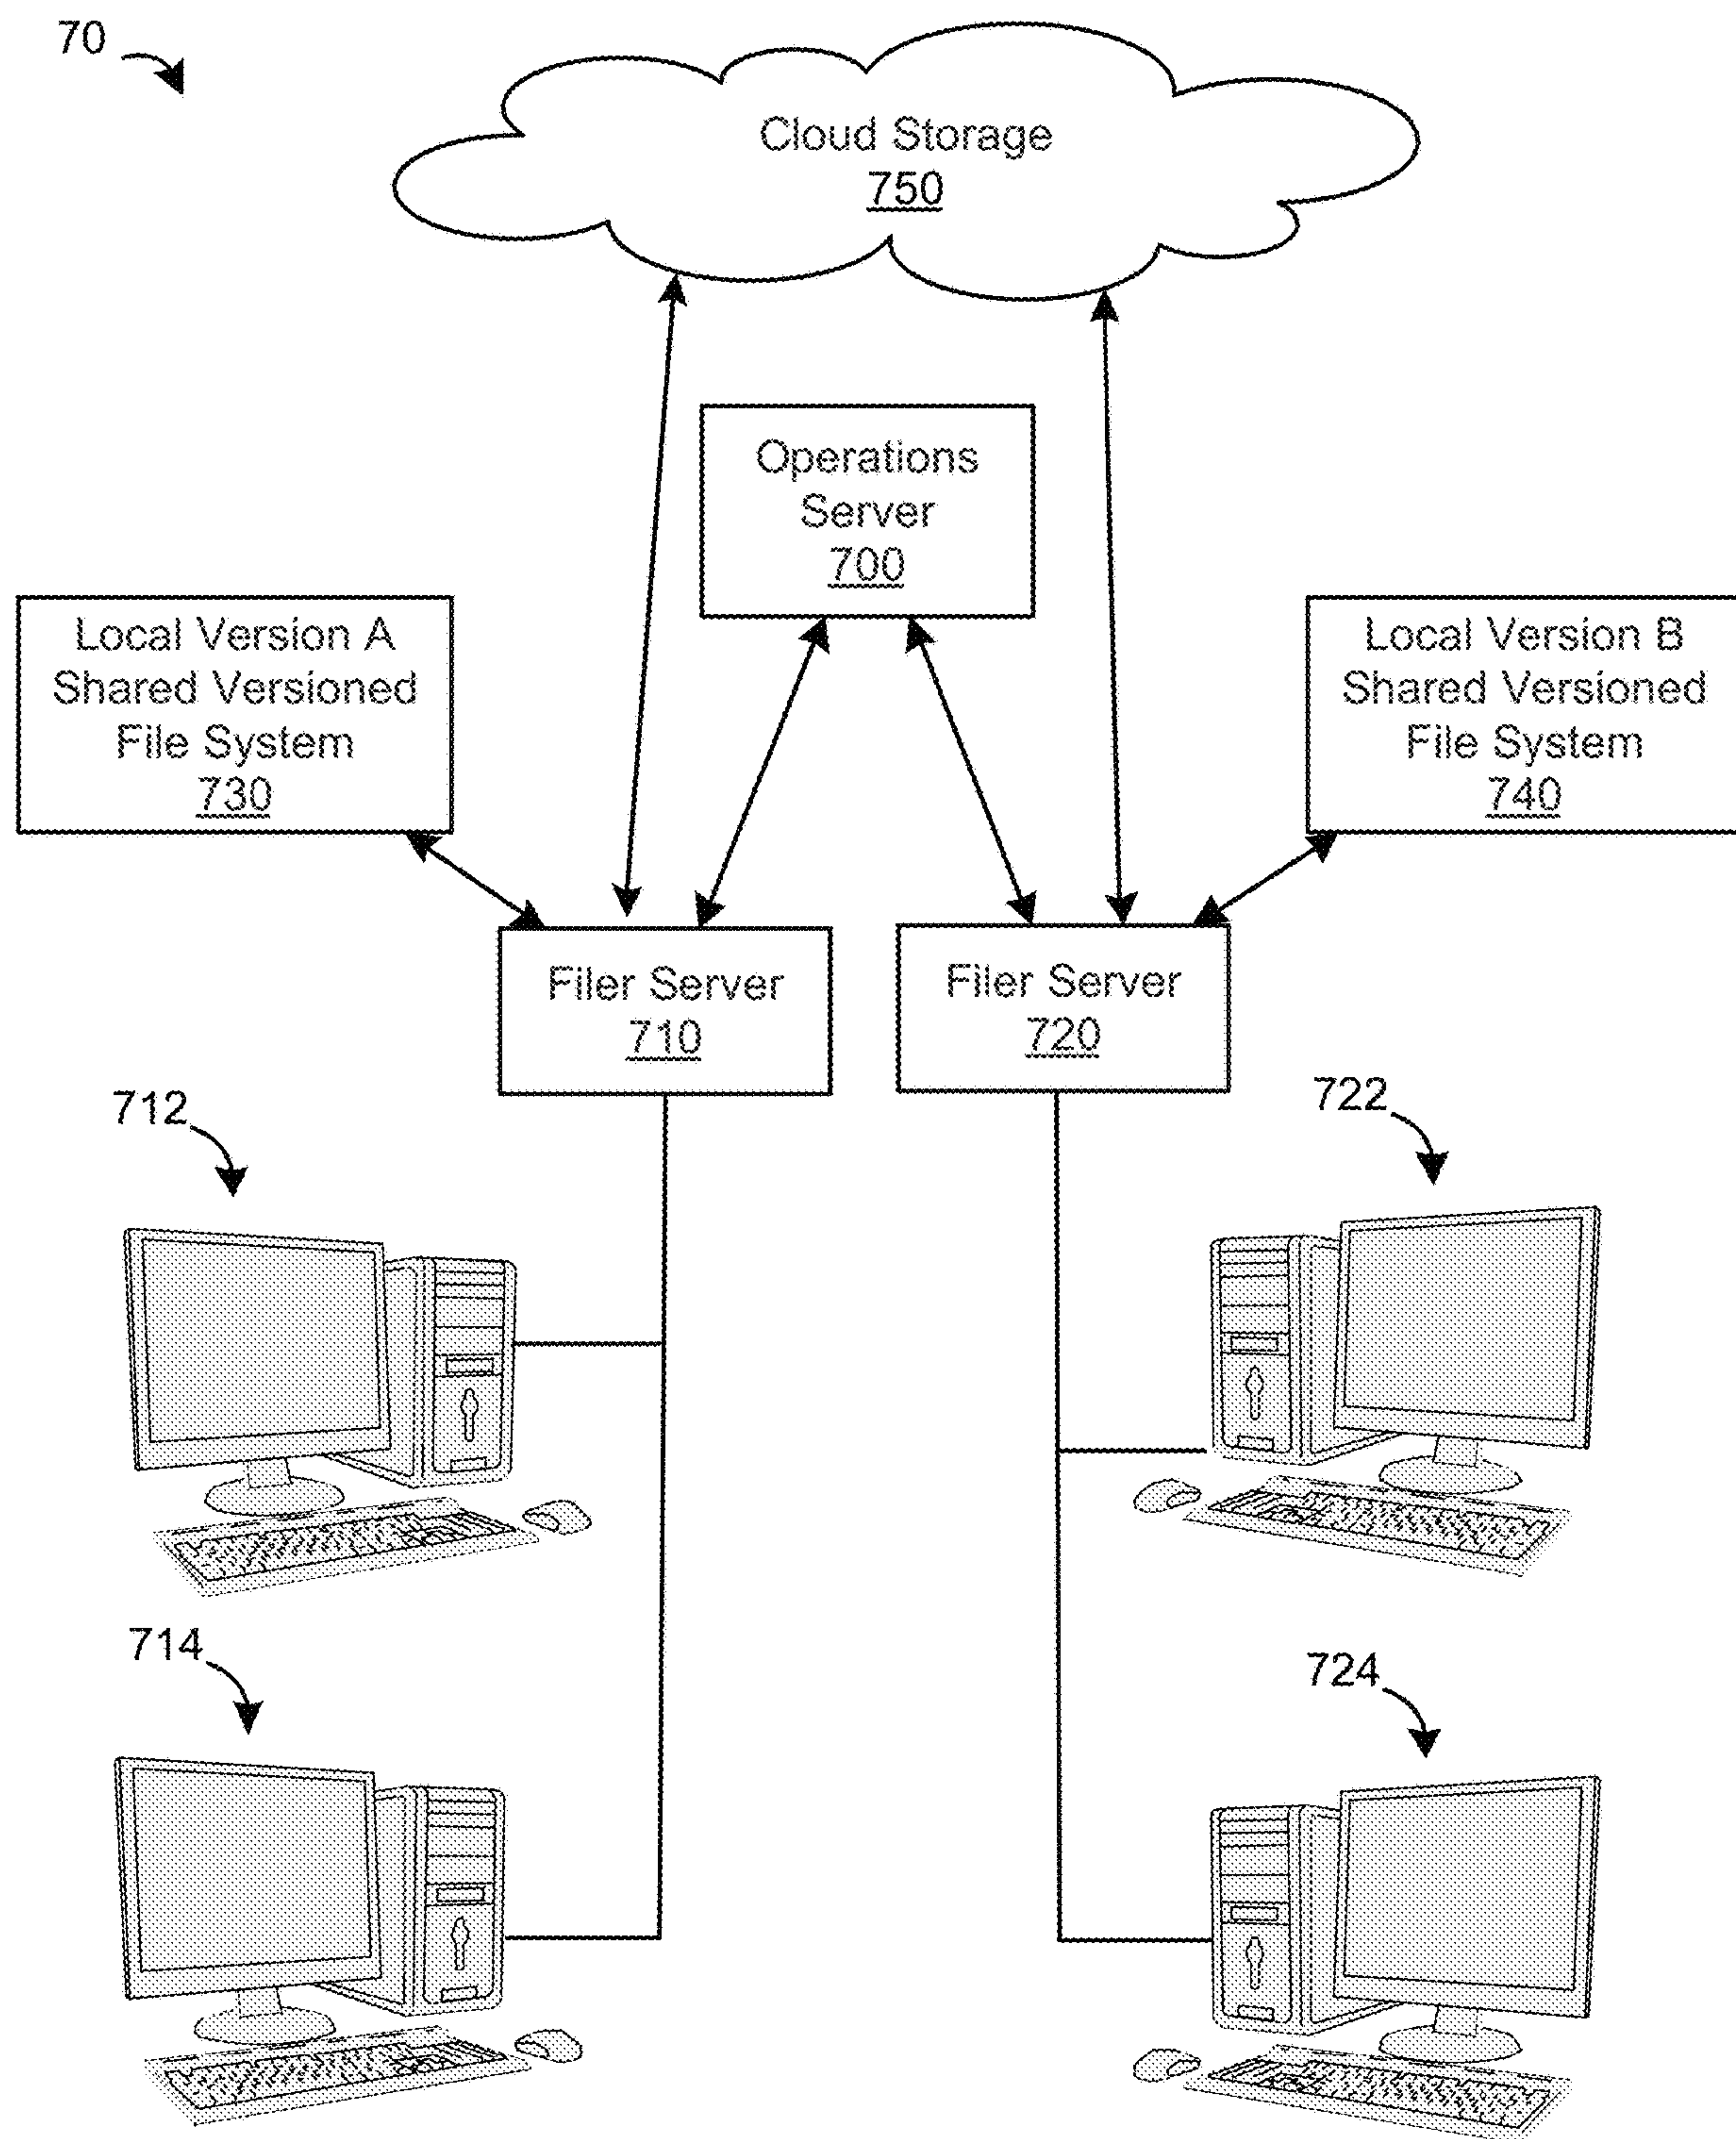 70
Cloud Storage
750
Operations
Server
700
Local Version A
Shared Versioned
File System
730
Local Version B
Shared Versioned
File System
740
Filer Server
710
Filer Server
720
712
722
714
724